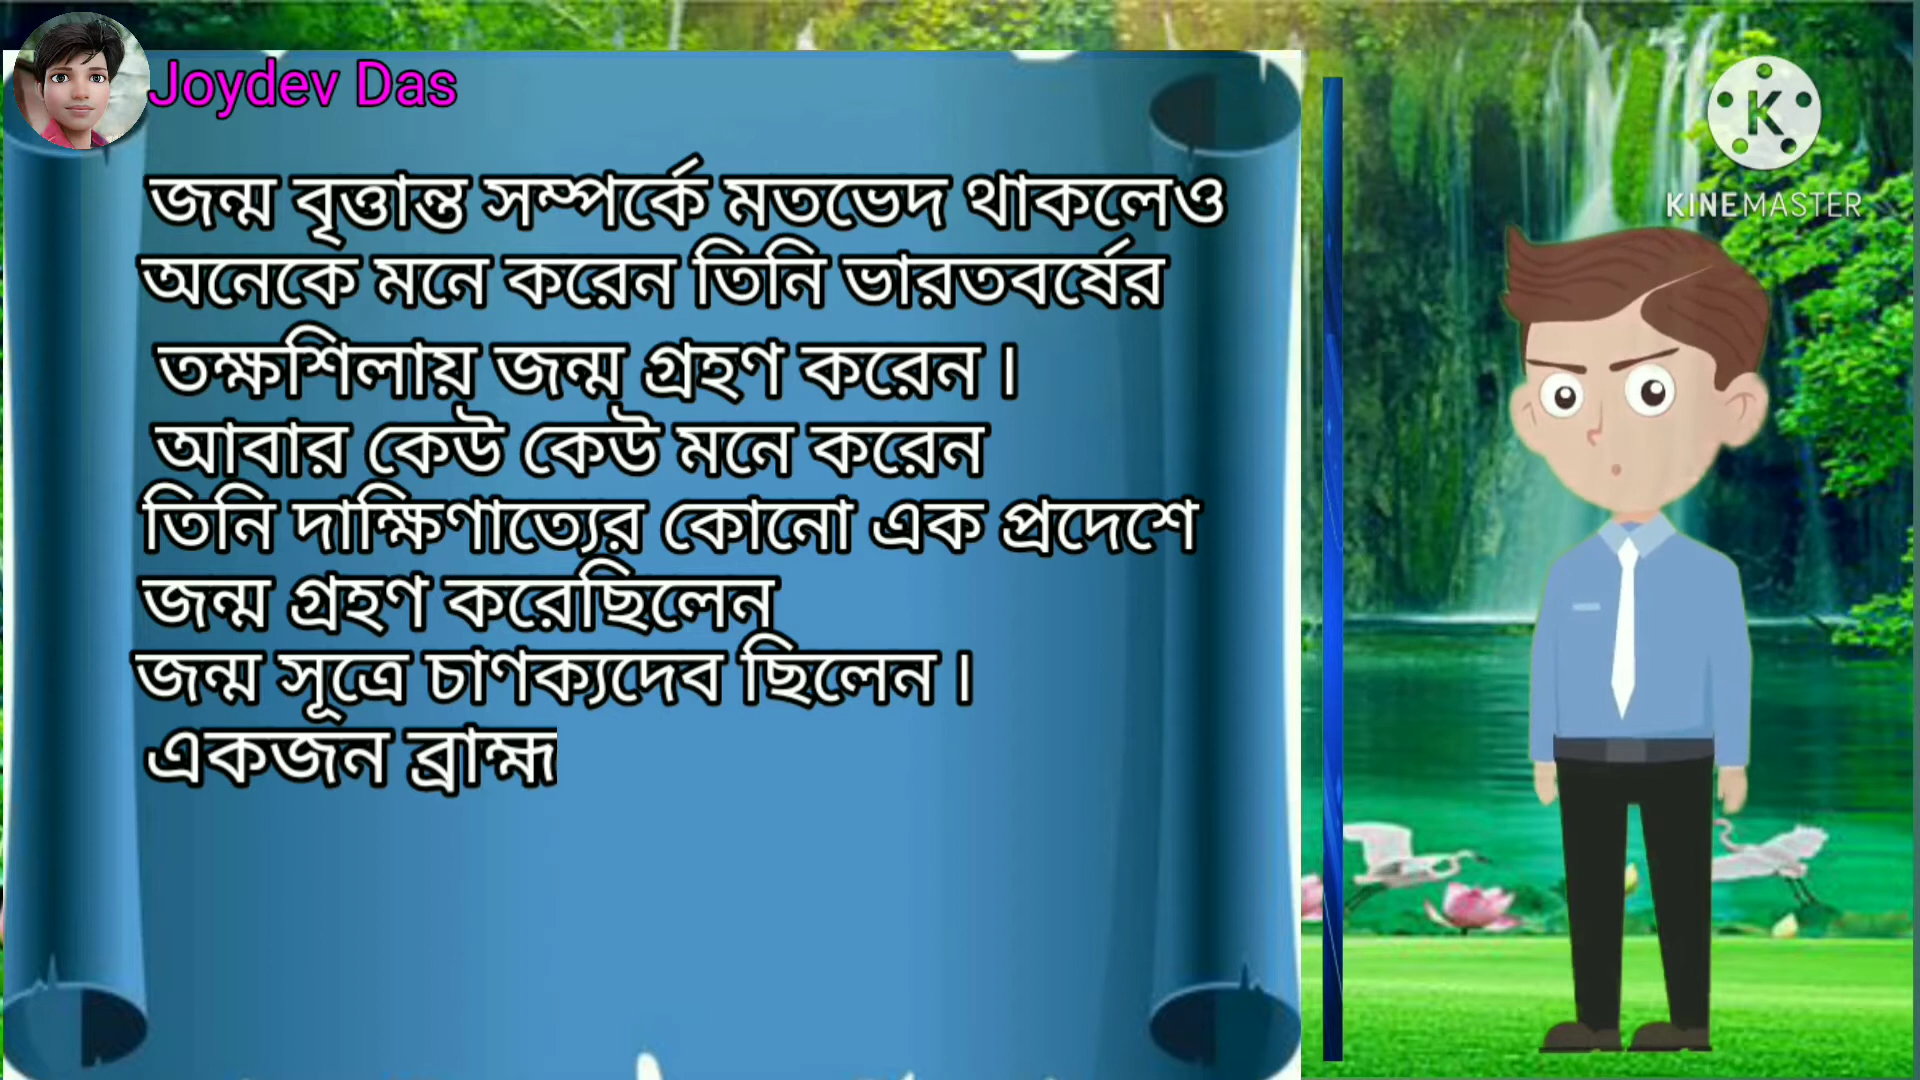 Joydev Das
জন্ম বৃত্তান্ত সম্পর্কে মতভেদ থাকলেও
অনেকে মনে করেন তিনি ভারতবর্ষের
তক্ষশিলায় জন্ম গ্রহণ করেন।
আবার কেউ কেউ মনে করেন
তিনি দাক্ষিণাত্যের কোনো এক প্রদেশে
জন্ম গ্রহণ করেছিলেন
জন্ম সূত্রে চাণক্যদেব ছিলেন।
একজন ব্রাহ্ম
K
KINEMASTER